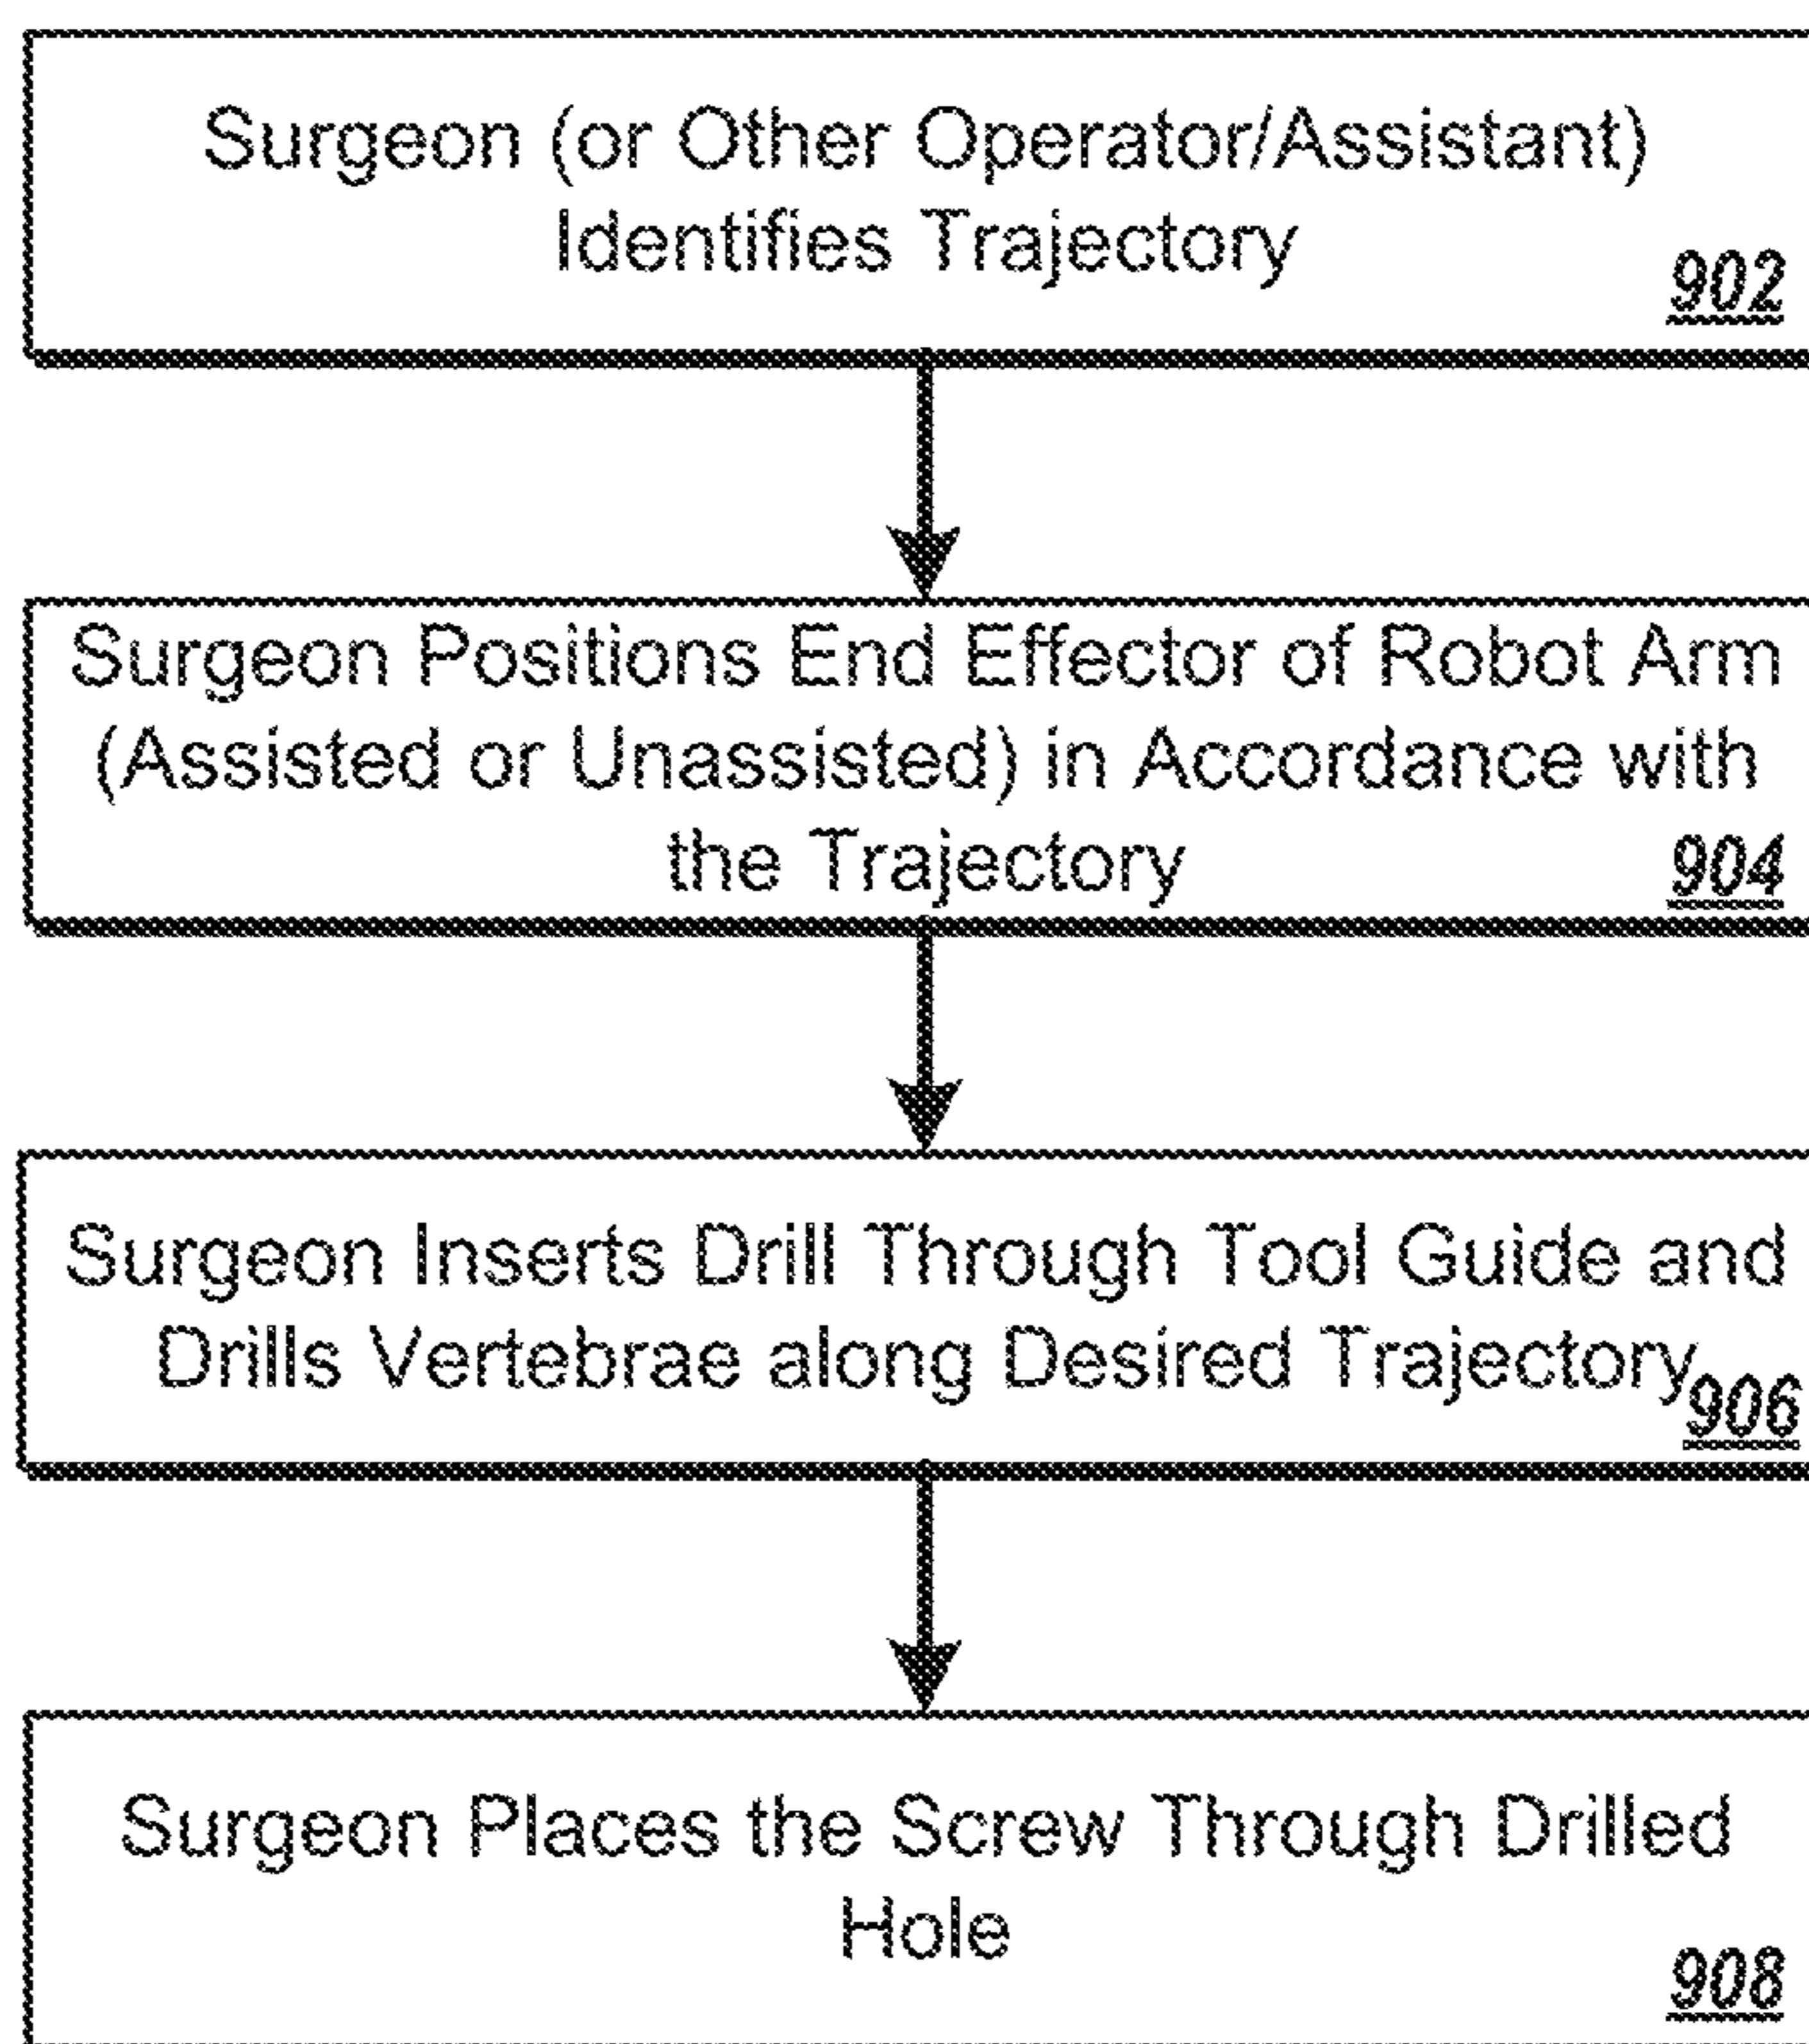 Surgeon (or Other Operator/Assistant)
Identifies Trajectory
902
Surgeon Positions End Effector of Robot Arm
(Assisted or Unassisted) in Accordance with
the Trajectory
904
Surgeon Inserts Drill Through Tool Guide and
Drills Vertebrae along Desired Trajectory
906
Surgeon Places the Screw Through Drilled
Hole
908